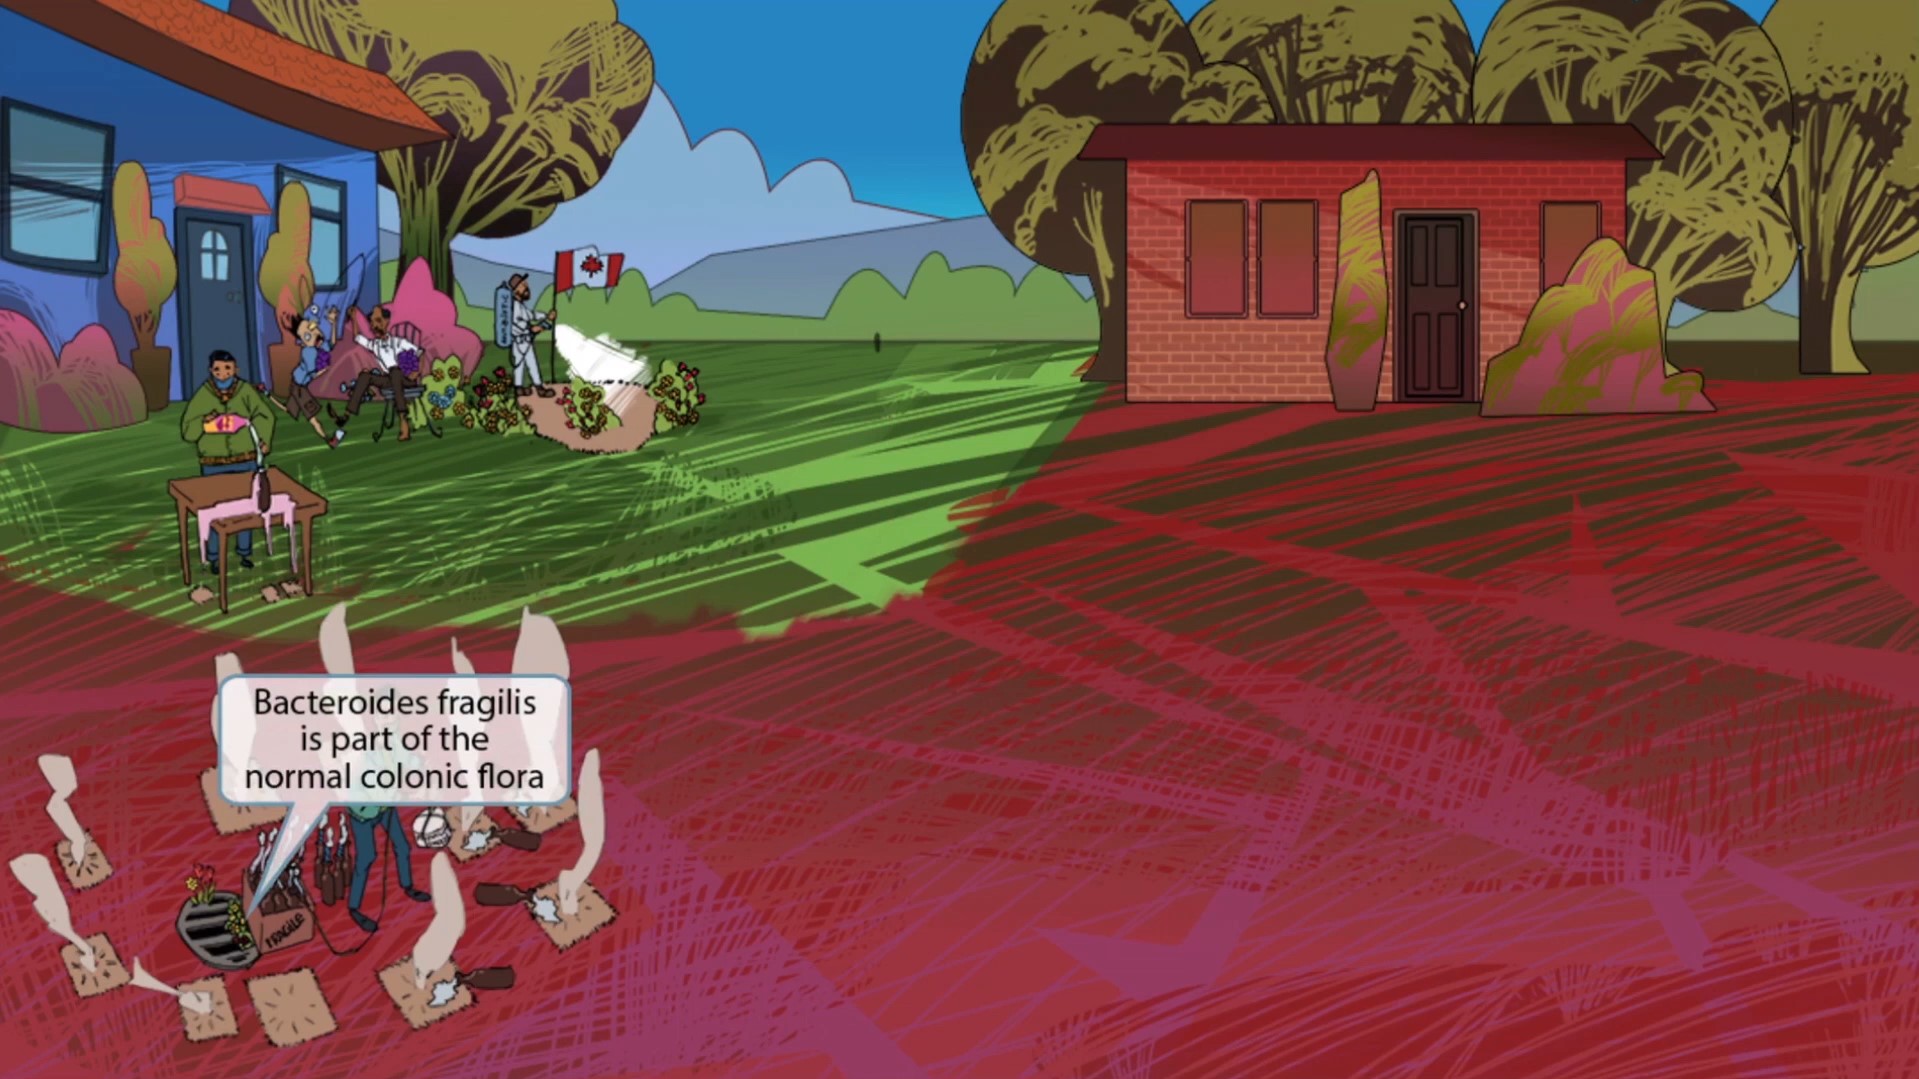 Bacteroides fragilis
is part of the
normal colonic flora
FRAGILE